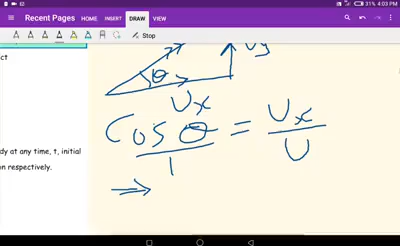 31% 4:03 PM
Recent Pages HOME INSERT DRAW VIEW
Stop
ct
θ Uy
Ux
Cos θ / 1 = Ux / U
⇒
dy at any time, t, initial
on respectively.